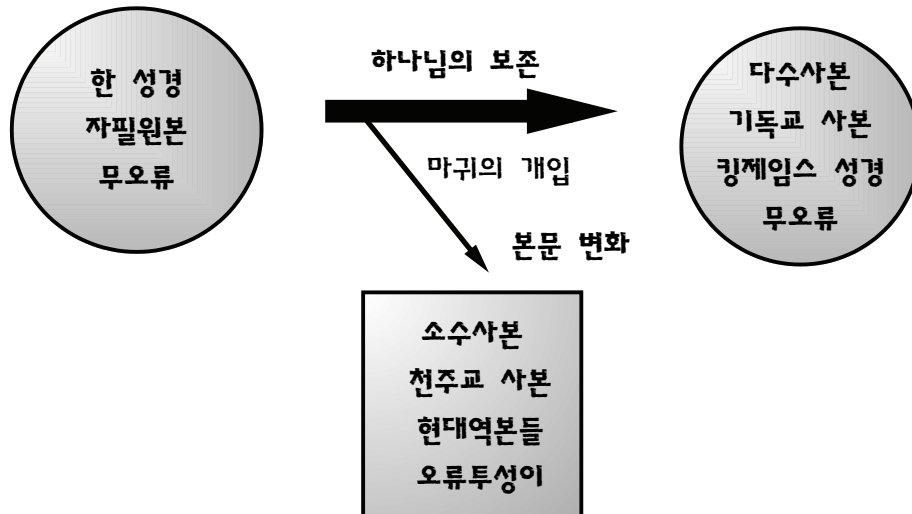 한 성경
자필원본
무오류
하나님의 보존
마귀의 개입
본문 변화
다수사본
기독교 사본
킹제임스 성경
무오류
소수사본
천주교 사본
현대역본들
오류투성이